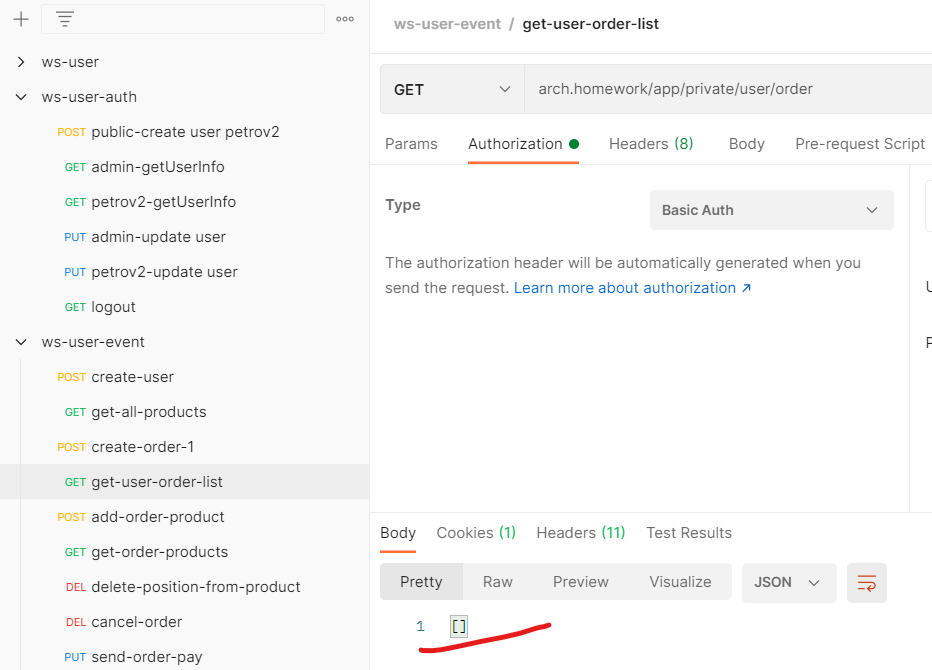 ws-user
ws-user-auth
POST public-create user petrov2
GET admin-getUserInfo
GET petrov2-getUserInfo
PUT admin-update user
PUT petrov2-update user
GET logout
ws-user-event
POST create-user
GET get-all-products
POST create-order-1
GET get-user-order-list
POST add-order-product
GET get-order-products
DEL delete-position-from-product
DEL cancel-order
PUT send-order-pay
ws-user-event / get-user-order-list
GET arch.homework/app/private/user/order
Params Authorization Headers (8) Body Pre-request Script
Type Basic Auth
The authorization header will be automatically generated when you
send the request. Learn more about authorization ↗
Body Cookies (1) Headers (11) Test Results
Pretty Raw Preview Visualize JSON
1 []